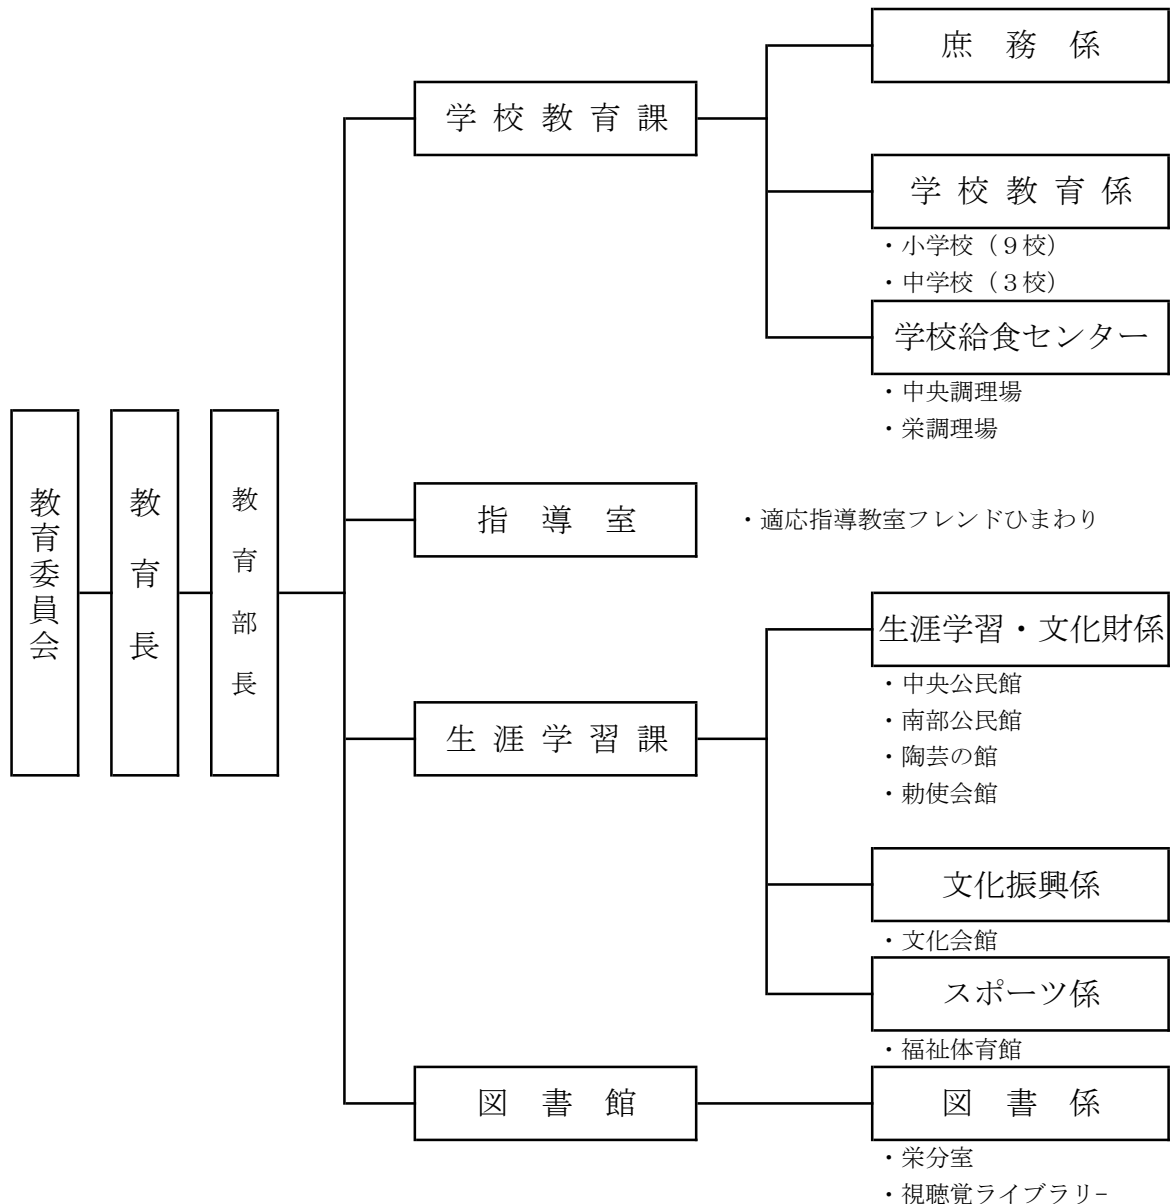 教育委員会
教育長
教育部長
学校教育課
庶務係
学校教育係
・小学校（９校）
・中学校（３校）
学校給食センター
・中央調理場
・栄調理場
指導室
・適応指導教室フレンドひまわり
生涯学習課
生涯学習・文化財係
・中央公民館
・南部公民館
・陶芸の館
・勅使会館
文化振興係
・文化会館
スポーツ係
・福祉体育館
図書館
図書係
・栄分室
・視聴覚ライブラリ－